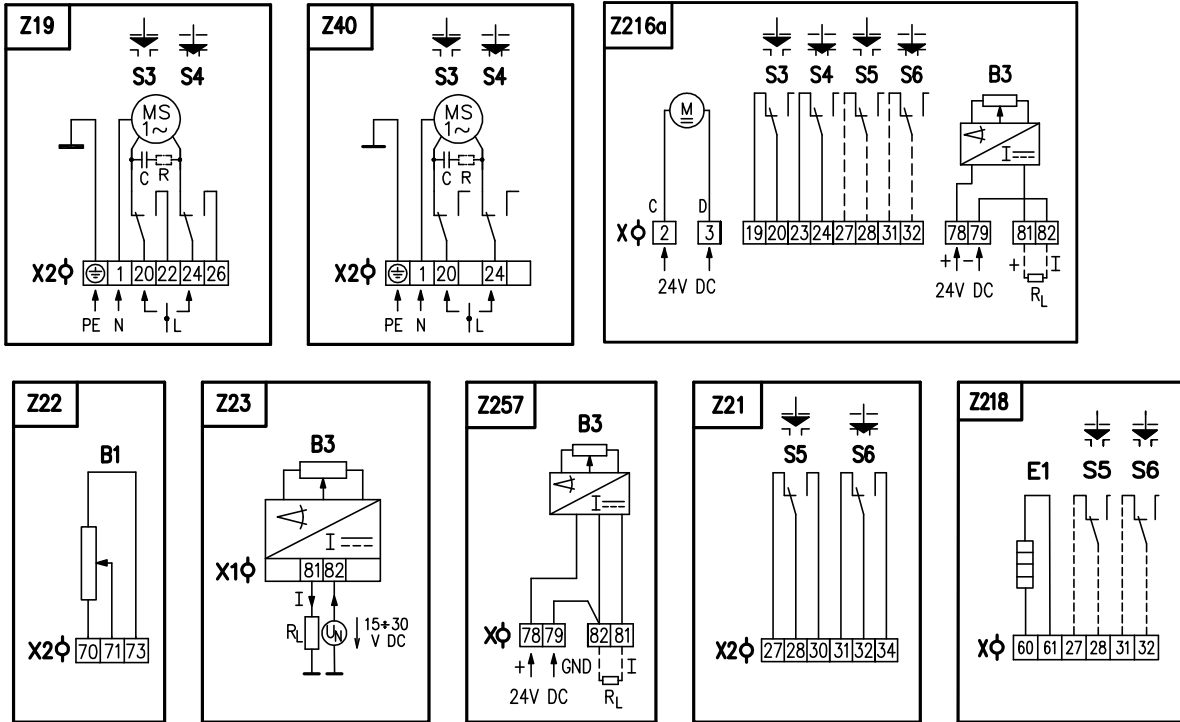 Z19
S3 S4
MS
1~
C R
X2 1 20 22 24 26
PE N L
Z40
S3 S4
MS
1~
C R
X2 1 20 24
PE N L
Z216a
S3 S4 S5 S6 B3
M
I
C D
X 2 3 19 20 23 24 27 28 31 32 78 79 81 82
+ - + I
24V DC 24V DC RL
Z22
B1
X2 70 71 73
Z23
B3
I
X1 81 82
I
RL UN 15÷30
V DC
Z257
B3
I
X 78 79 82 81
+ GND I
24V DC RL
Z21
S5 S6
X2 27 28 30 31 32 34
Z218
E1 S5 S6
X 60 61 27 28 31 32